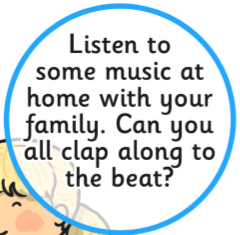 Listen to
some music at
home with your
family. Can you
all clap along to
the beat?